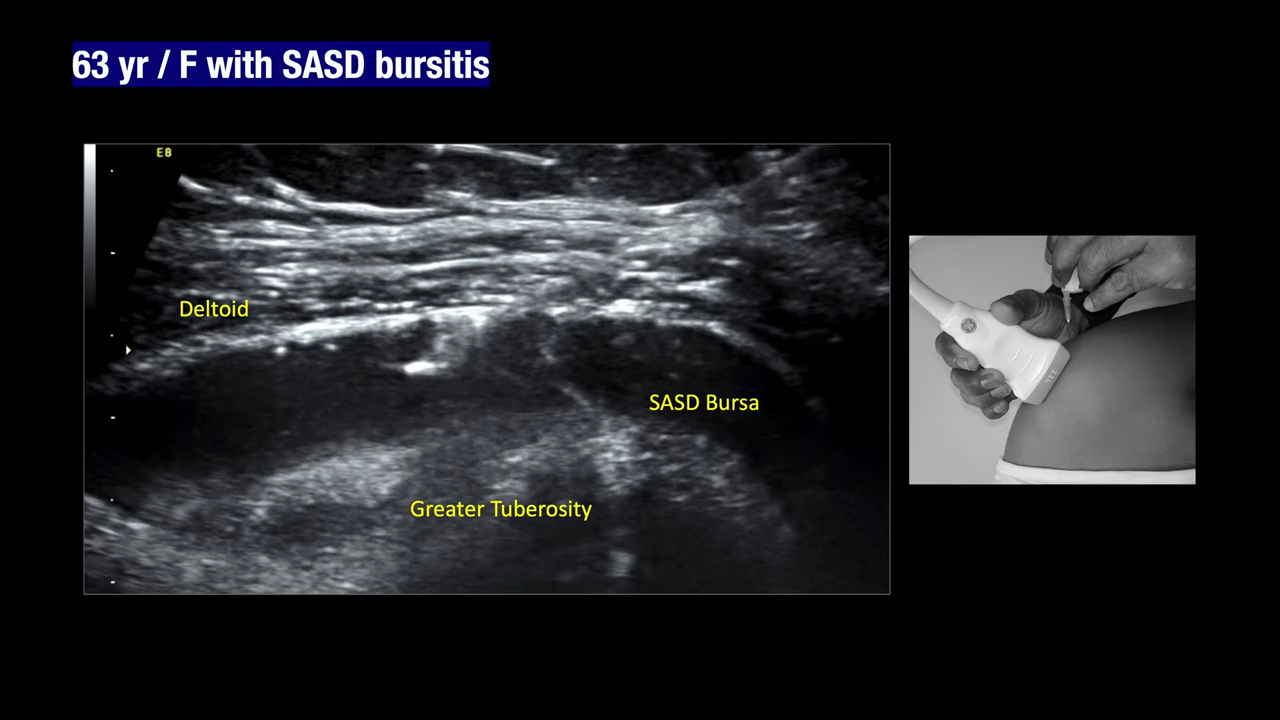 63 yr / F with SASD bursitis
E8
Deltoid
SASD Bursa
Greater Tuberosity